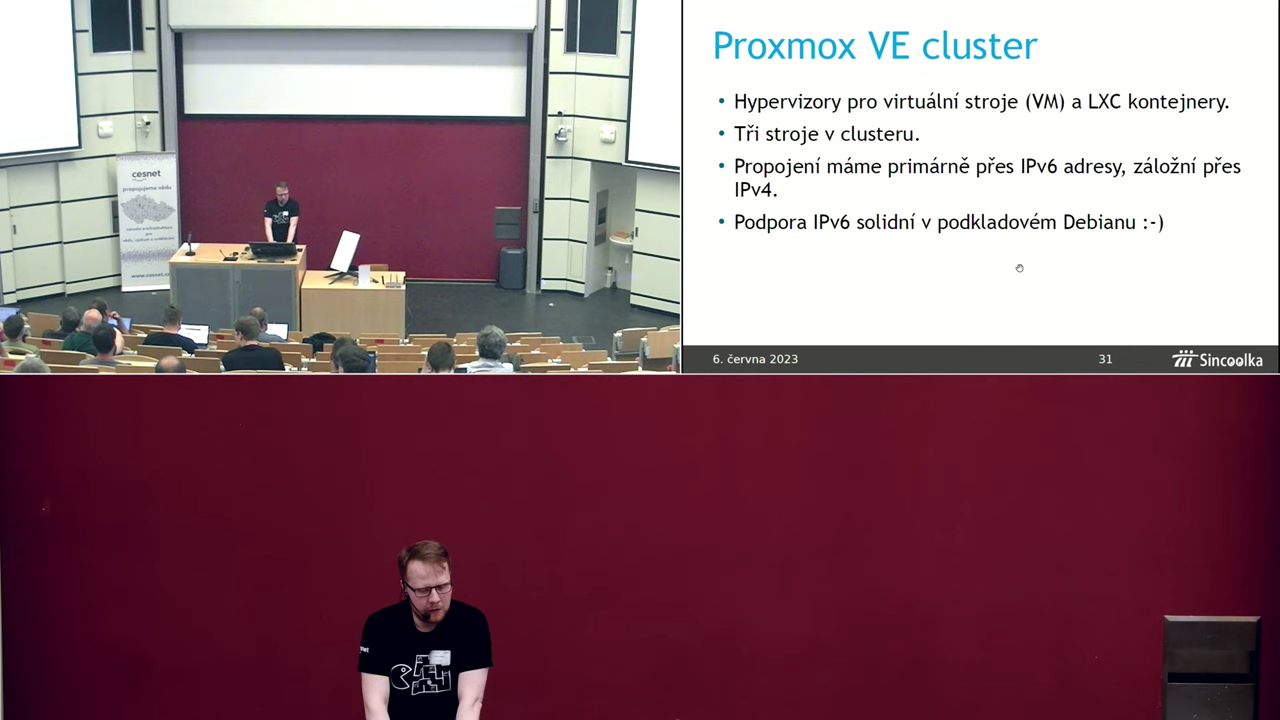 Proxmox VE cluster
• Hypervizory pro virtuální stroje (VM) a LXC kontejnery.
• Tři stroje v clusteru.
• Propojení máme primárně přes IPv6 adresy, záložní přes
IPv4.
• Podpora IPv6 solidní v podkladovém Debianu :-)
6. června 2023
31
Sincoolka
cesnet
propojujeme vědu
www.cesnet.cz